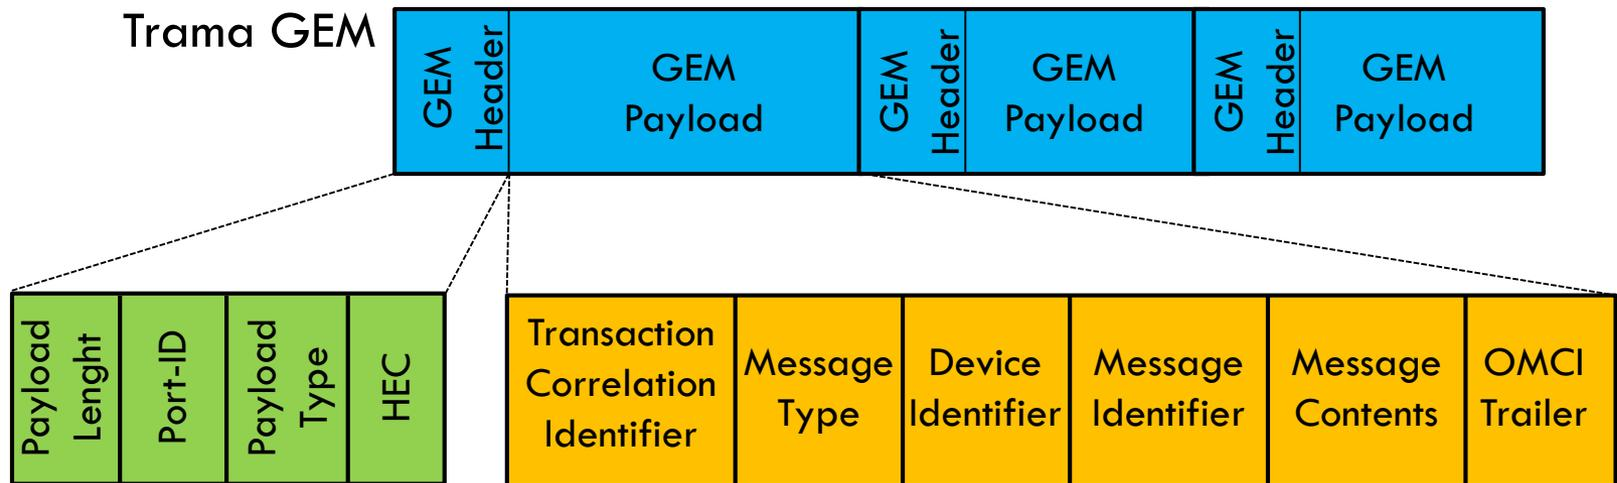 Trama GEM
GEM
Header
GEM
Payload
GEM
Header
GEM
Payload
GEM
Header
GEM
Payload
Payload
Lenght
Port-ID
Payload
Type
HEC
Transaction
Correlation
Identifier
Message
Type
Device
Identifier
Message
Identifier
Message
Contents
OMCI
Trailer